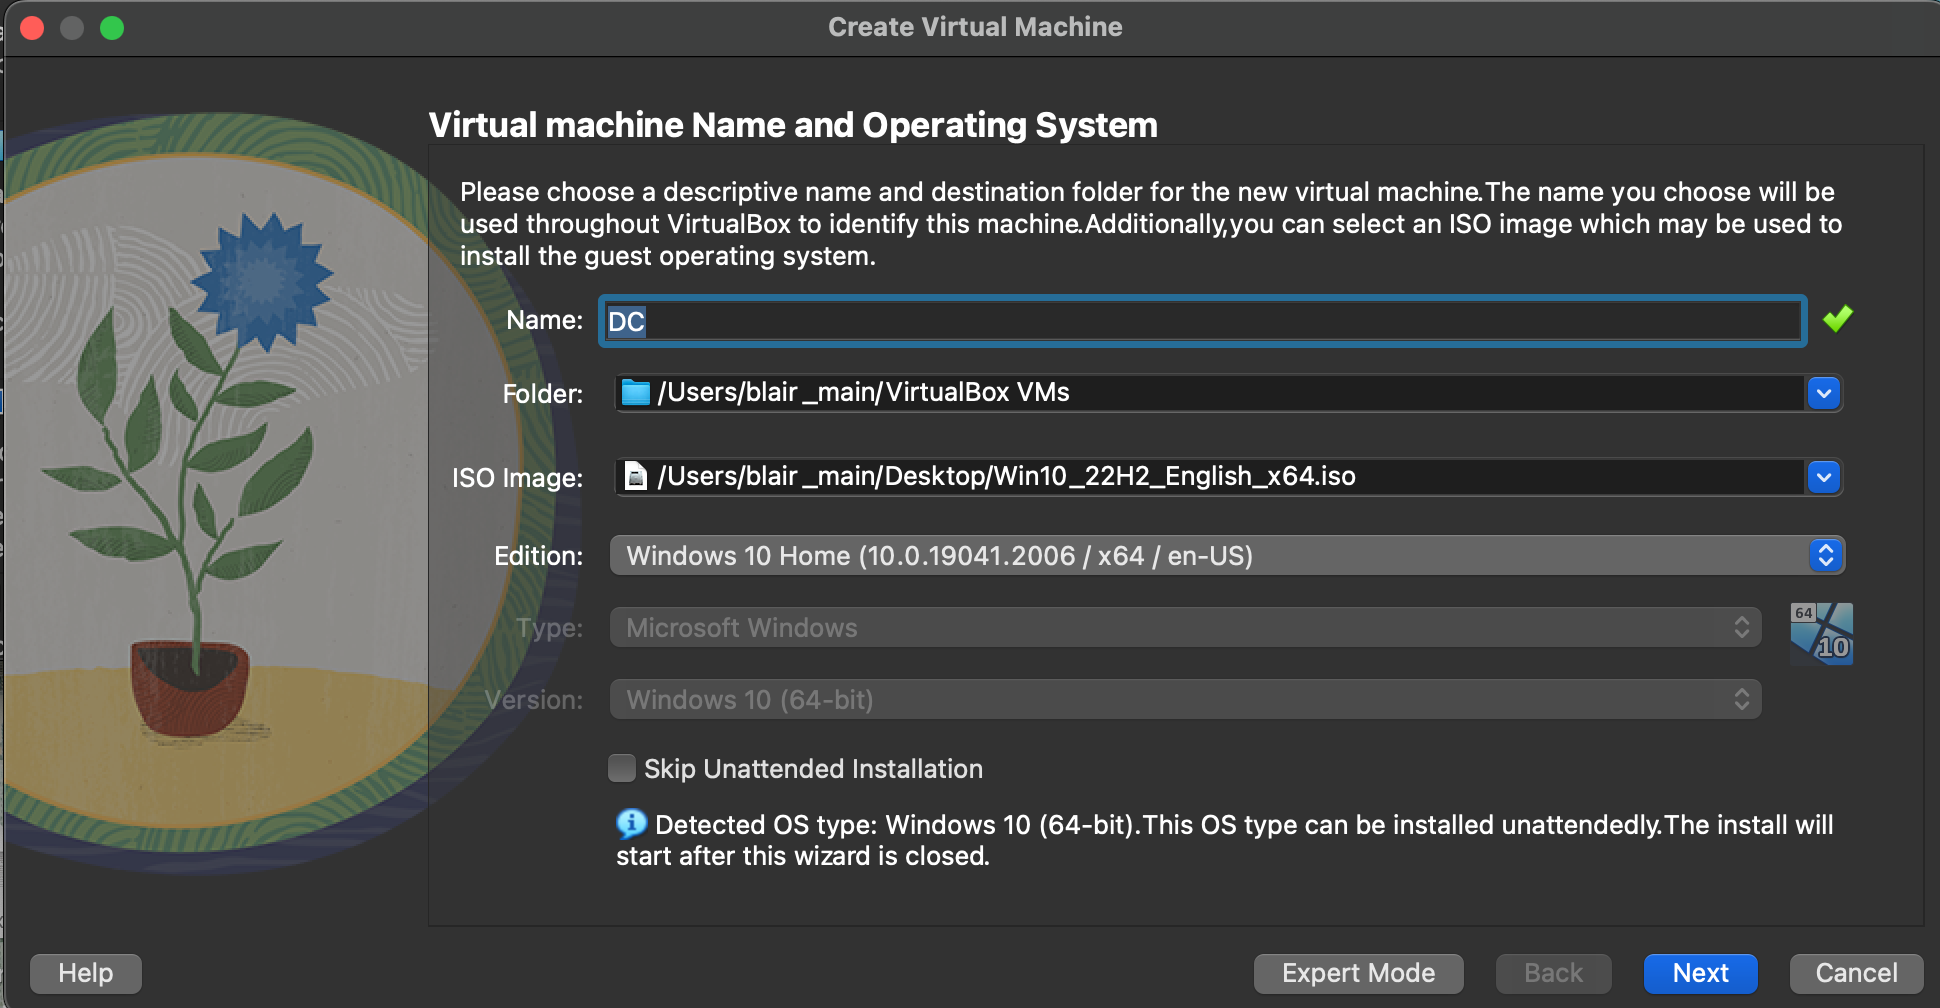 Create Virtual Machine
Virtual machine Name and Operating System
Please choose a descriptive name and destination folder for the new virtual machine.The name you choose will be
used throughout VirtualBox to identify this machine.Additionally,you can select an ISO image which may be used to
install the guest operating system.
Name: DC
Folder: /Users/blair_main/VirtualBox VMs
ISO Image: /Users/blair_main/Desktop/Win10_22H2_English_x64.iso
Edition: Windows 10 Home (10.0.19041.2006 / x64 / en-US)
Type: Microsoft Windows 64
10
Version: Windows 10 (64-bit)
Skip Unattended Installation
Detected OS type: Windows 10 (64-bit).This OS type can be installed unattendedly.The install will
start after this wizard is closed.
Help Expert Mode Back Next Cancel